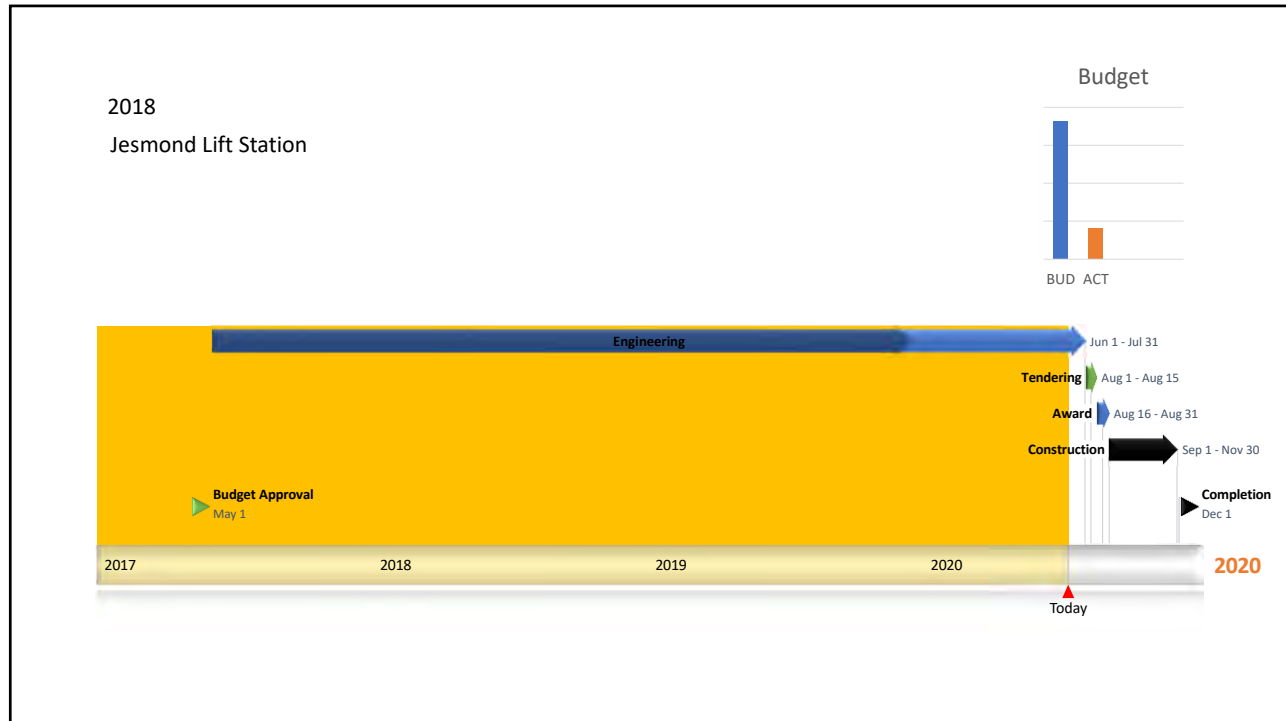 2018
Jesmond Lift Station
Budget
BUD ACT
Engineering
Jun 1 - Jul 31
Tendering
Aug 1 - Aug 15
Award
Aug 16 - Aug 31
Construction
Sep 1 - Nov 30
Budget Approval
May 1
Completion
Dec 1
2017 2018 2019 2020 2020
Today